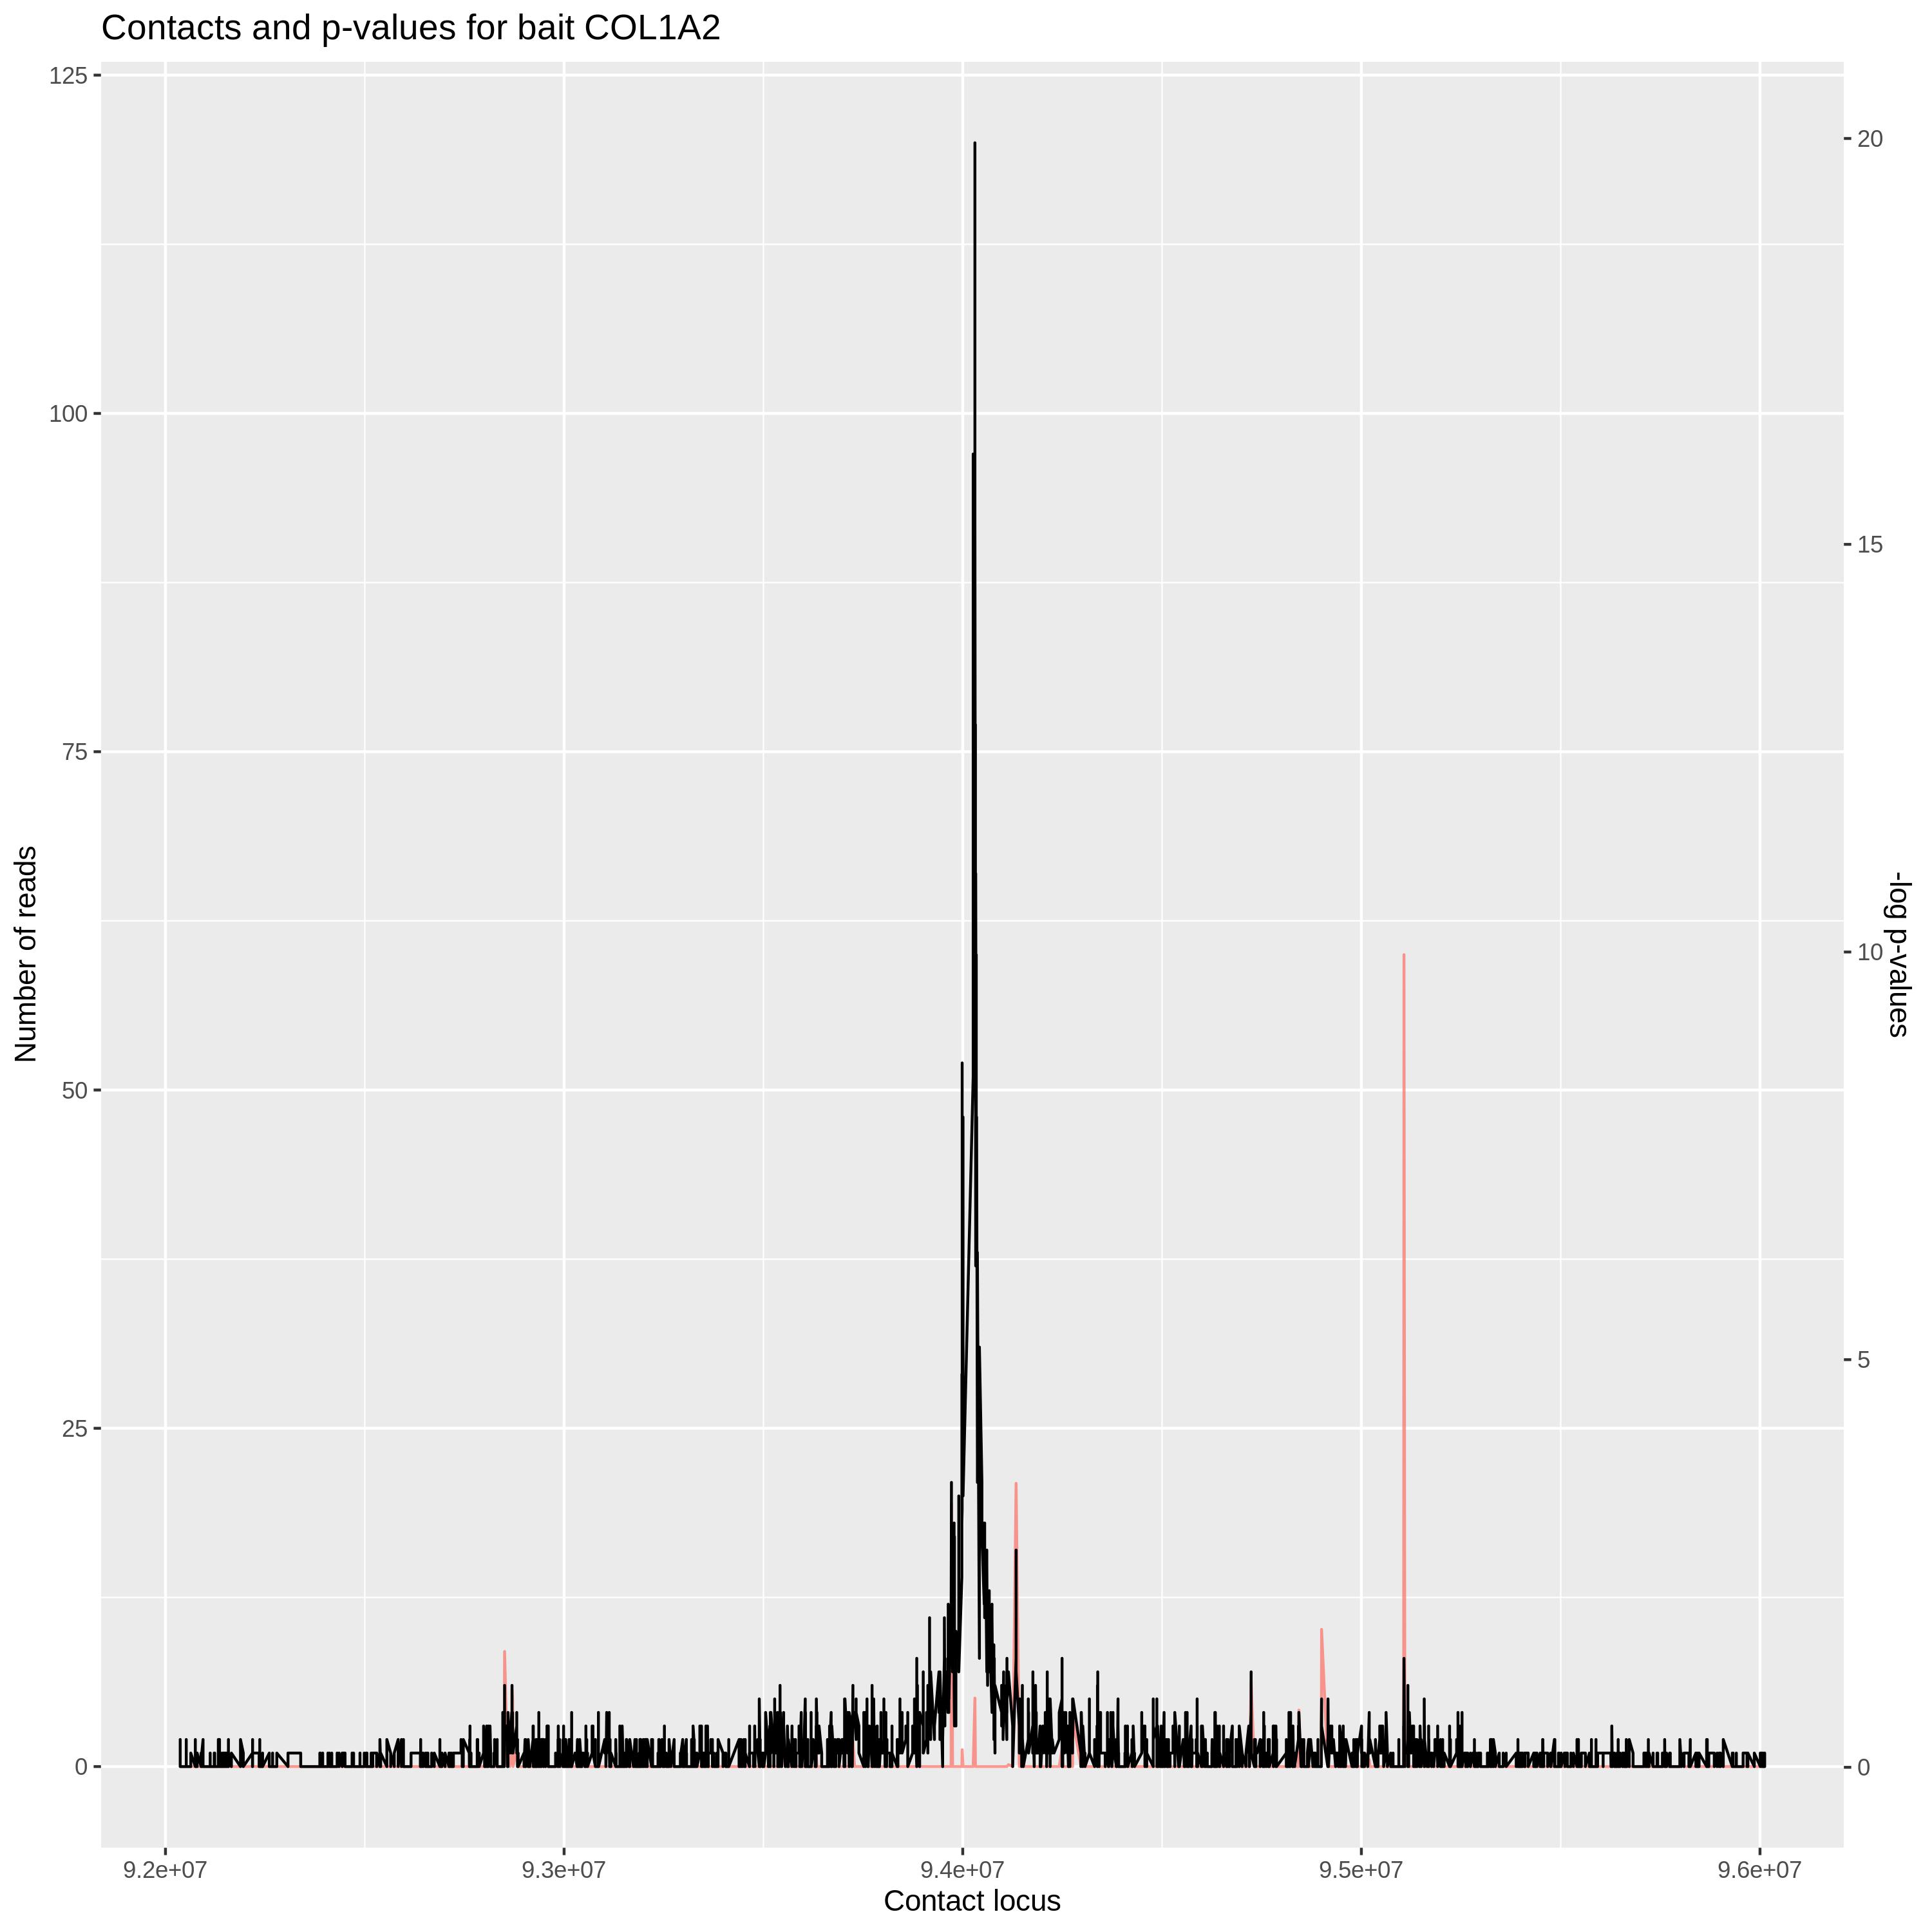 Contacts and p-values for bait COL1A2
Number of reads
125
100
75
50
25
0
20
15
10
5
0
-log p-values
9.2e+07 9.3e+07 9.4e+07 9.5e+07 9.6e+07
Contact locus